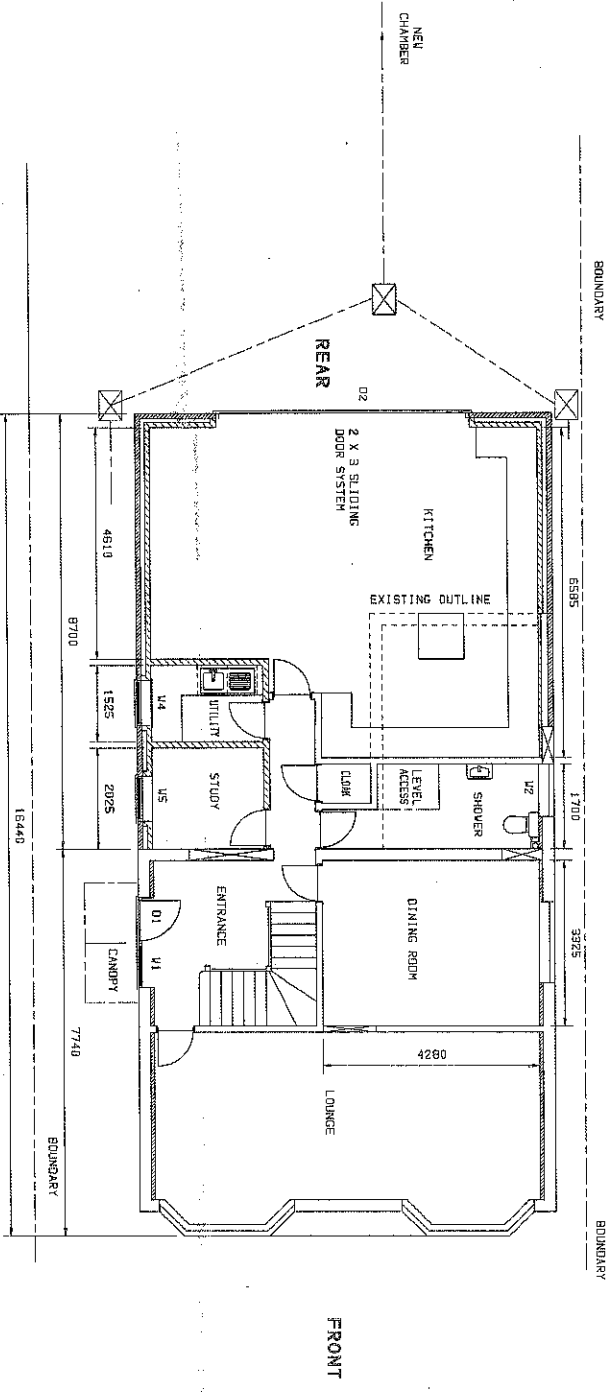 NEW
CHAMBER
BOUNDARY
BOUNDARY
REAR
D2
2 X 3 SLIDING
DOOR SYSTEM
KITCHEN
EXISTING OUTLINE
6585
4610
8700
1525
2025
16440
W4
UTILITY
W5
STUDY
CLOAK
LEVEL
ACCESS
SHOWER
W2
1700
3325
ENTRANCE
DINING ROOM
D1
W1
CANOPY
7740
4280
LOUNGE
BOUNDARY
FRONT